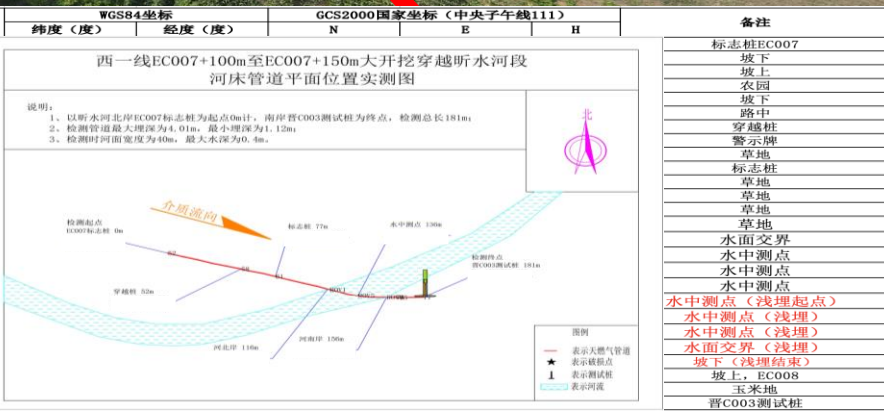 WGS84坐标
GCS2000国家坐标（中央子午线111）
备注
纬度（度）
经度（度）
N
E
H
西一线EC007+100m至EC007+150m大开挖穿越昕水河段
河床管道平面位置实测图
说明：
1、以昕水河北岸EC007标志桩为起点0m计，南岸晋C003测试桩为终点，检测总长181m；
2、检测管道最大埋深为4.01m，最小埋深为1.12m；
3、检测时河面宽度为40m，最大水深为0.4m。
北
介质流向
检测起点
EC007标志桩 0m
标志桩 77m
水中测点 136m
检测终点
晋C003测试桩 181m
穿越桩 52m
河北岸 116m
河南岸 156m
图例
表示天燃气管道
表示破损点
表示测试桩
表示河流
标志桩EC007
坡下
坡上
农园
坡下
路中
穿越桩
警示牌
草地
标志桩
草地
草地
草地
草地
水面交界
水中测点
水中测点
水中测点
水中测点（浅埋起点）
水中测点（浅埋）
水中测点（浅埋）
水面交界（浅埋）
坡下（浅埋结束）
坡上，EC008
玉米地
晋C003测试桩